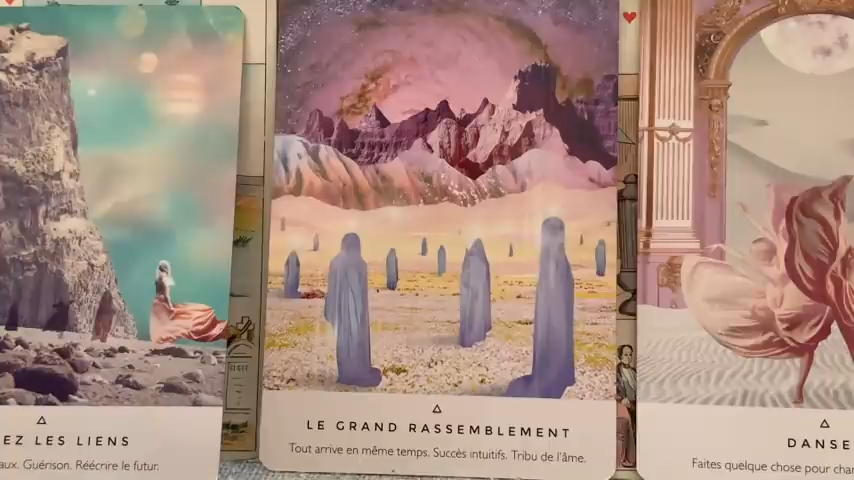 EZ LES LIENS
aux. Guérison. Réécrire le futur.
LE GRAND RASSEMBLEMENT
Tout arrive en même temps. Succès intuitifs. Tribu de l'âme.
DANSE
Faites quelque chose pour chan